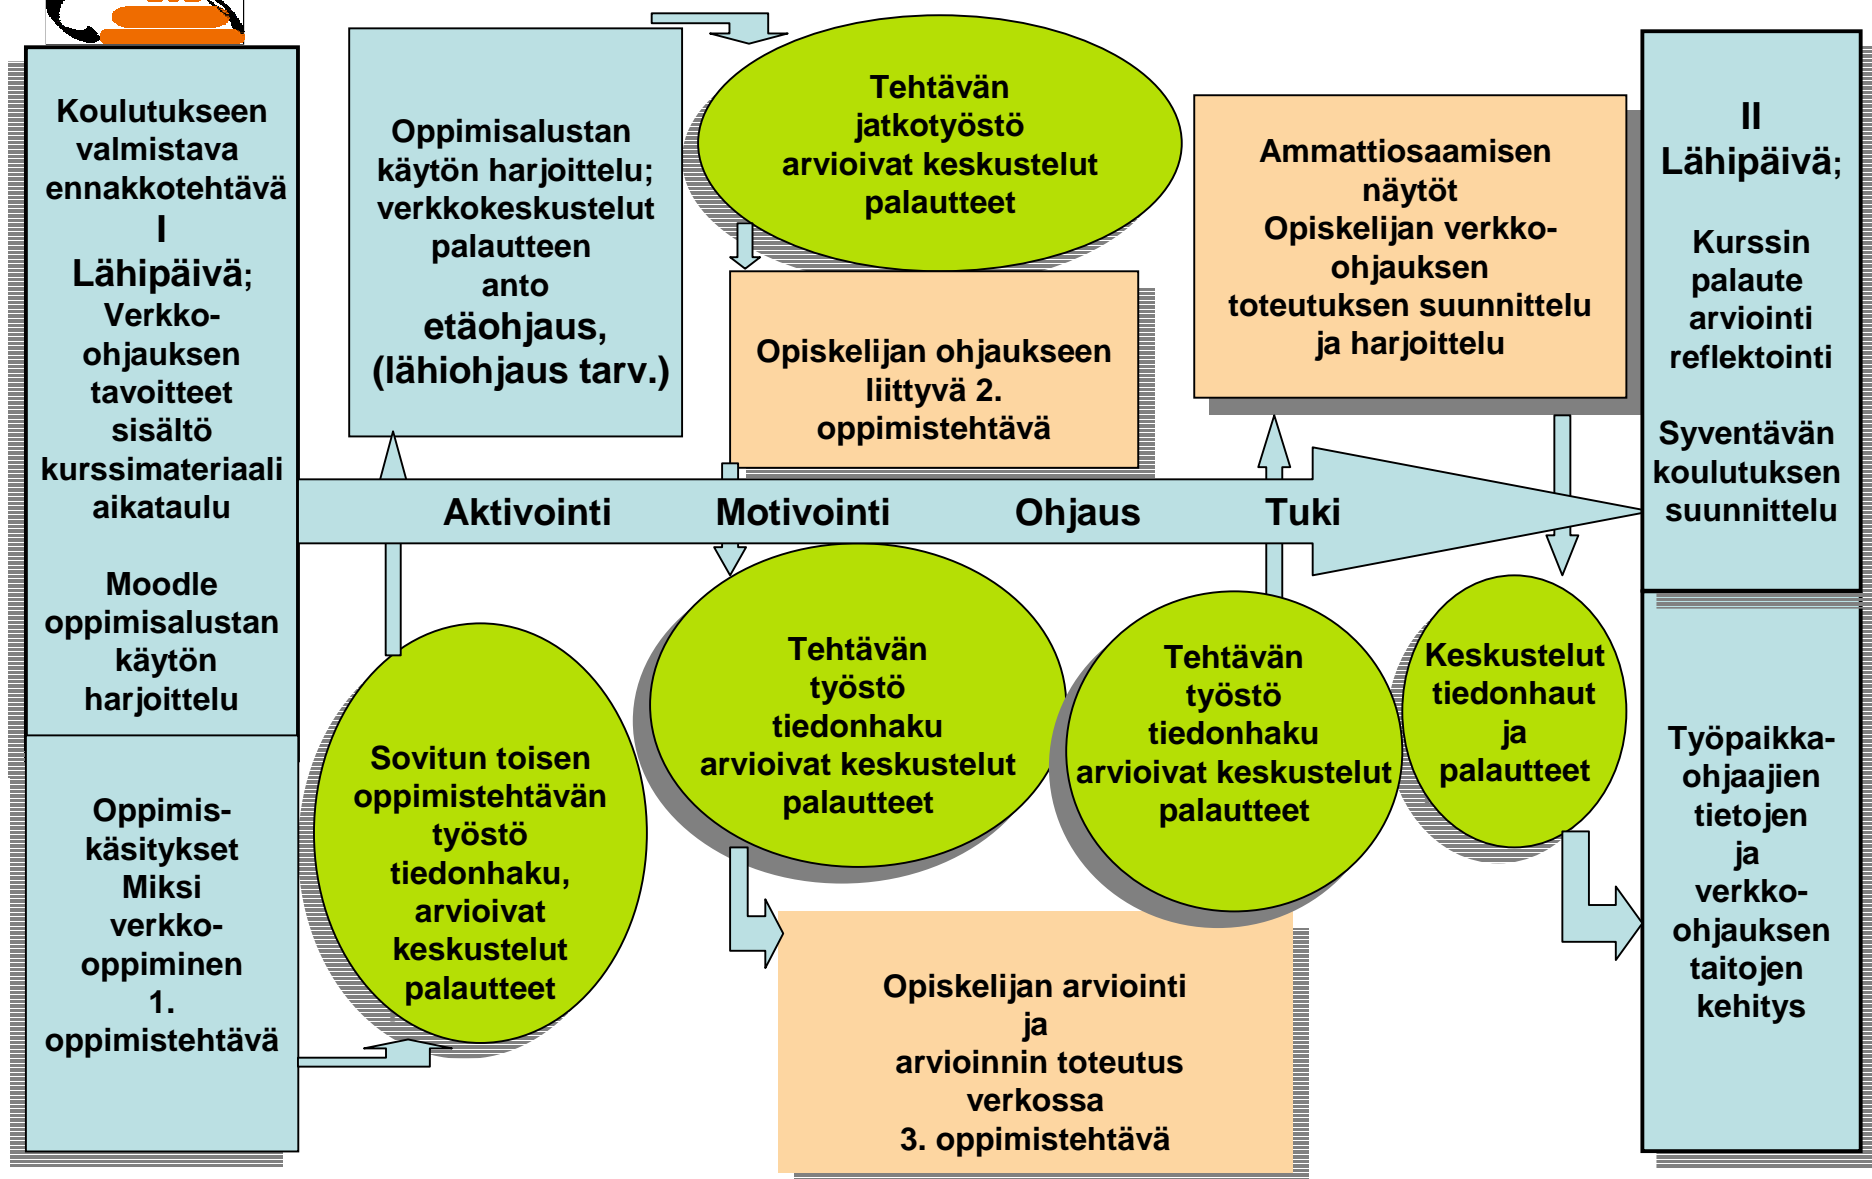 Koulutukseen
valmistava
ennakkotehtävä
I
Lähipäivä;
Verkko-
ohjauksen
tavoitteet
sisältö
kurssimateriaali
aikataulu
Moodle
oppimisalustan
käytön
harjoittelu
Oppimis-
käsitykset
Miksi
verkko-
oppiminen
1.
oppimistehtävä
Oppimisalustan
käytön harjoittelu;
verkkokeskustelut
palautteen
anto
etäohjaus,
(lähiohjaus tarv.)
Tehtävän
jatkotyöstö
arvioivat keskustelut
palautteet
Opiskelijan ohjaukseen
liittyvä 2.
oppimistehtävä
Ammattiosaamisen
näytöt
Opiskelijan verkko-
ohjauksen
toteutuksen suunnittelu
ja harjoittelu
Aktivointi Motivointi Ohjaus Tuki
Sovitun toisen
oppimistehtävän
työstö
tiedonhaku,
arvioivat
keskustelut
palautteet
Tehtävän
työstö
tiedonhaku
arvioivat keskustelut
palautteet
Tehtävän
työstö
tiedonhaku
arvioivat keskustelut
palautteet
Keskustelut
tiedonhaut
ja
palautteet
Opiskelijan arviointi
ja
arvioinnin toteutus
verkossa
3. oppimistehtävä
II
Lähipäivä;
Kurssin
palaute
arviointi
reflektointi
Syventävän
koulutuksen
suunnittelu
Työpaikka-
ohjaajien
tietojen
ja
verkko-
ohjauksen
taitojen
kehitys